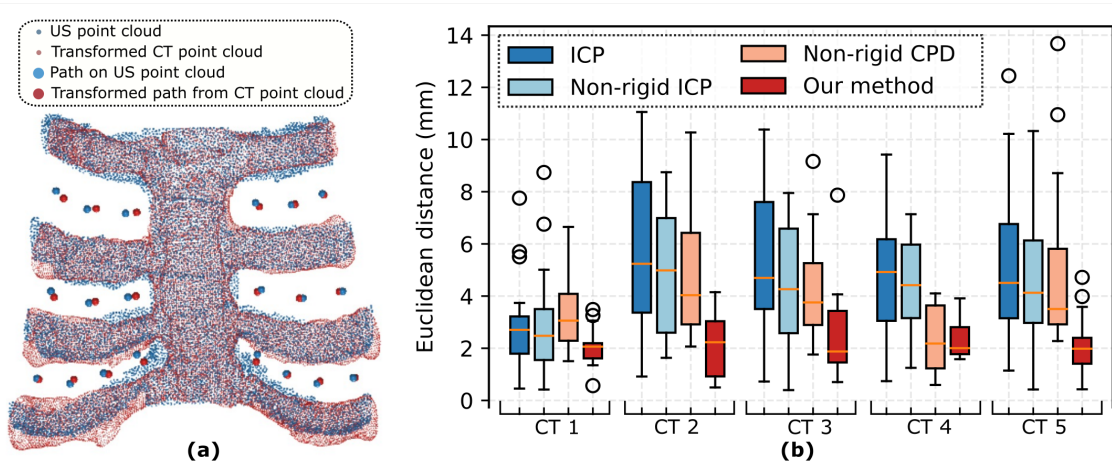 US point cloud
Transformed CT point cloud
Path on US point cloud
Transformed path from CT point cloud
(a)
Euclidean distance (mm)
14
12
10
8
6
4
2
0
ICP
Non-rigid ICP
Non-rigid CPD
Our method
CT 1
CT 2
CT 3
CT 4
CT 5
(b)